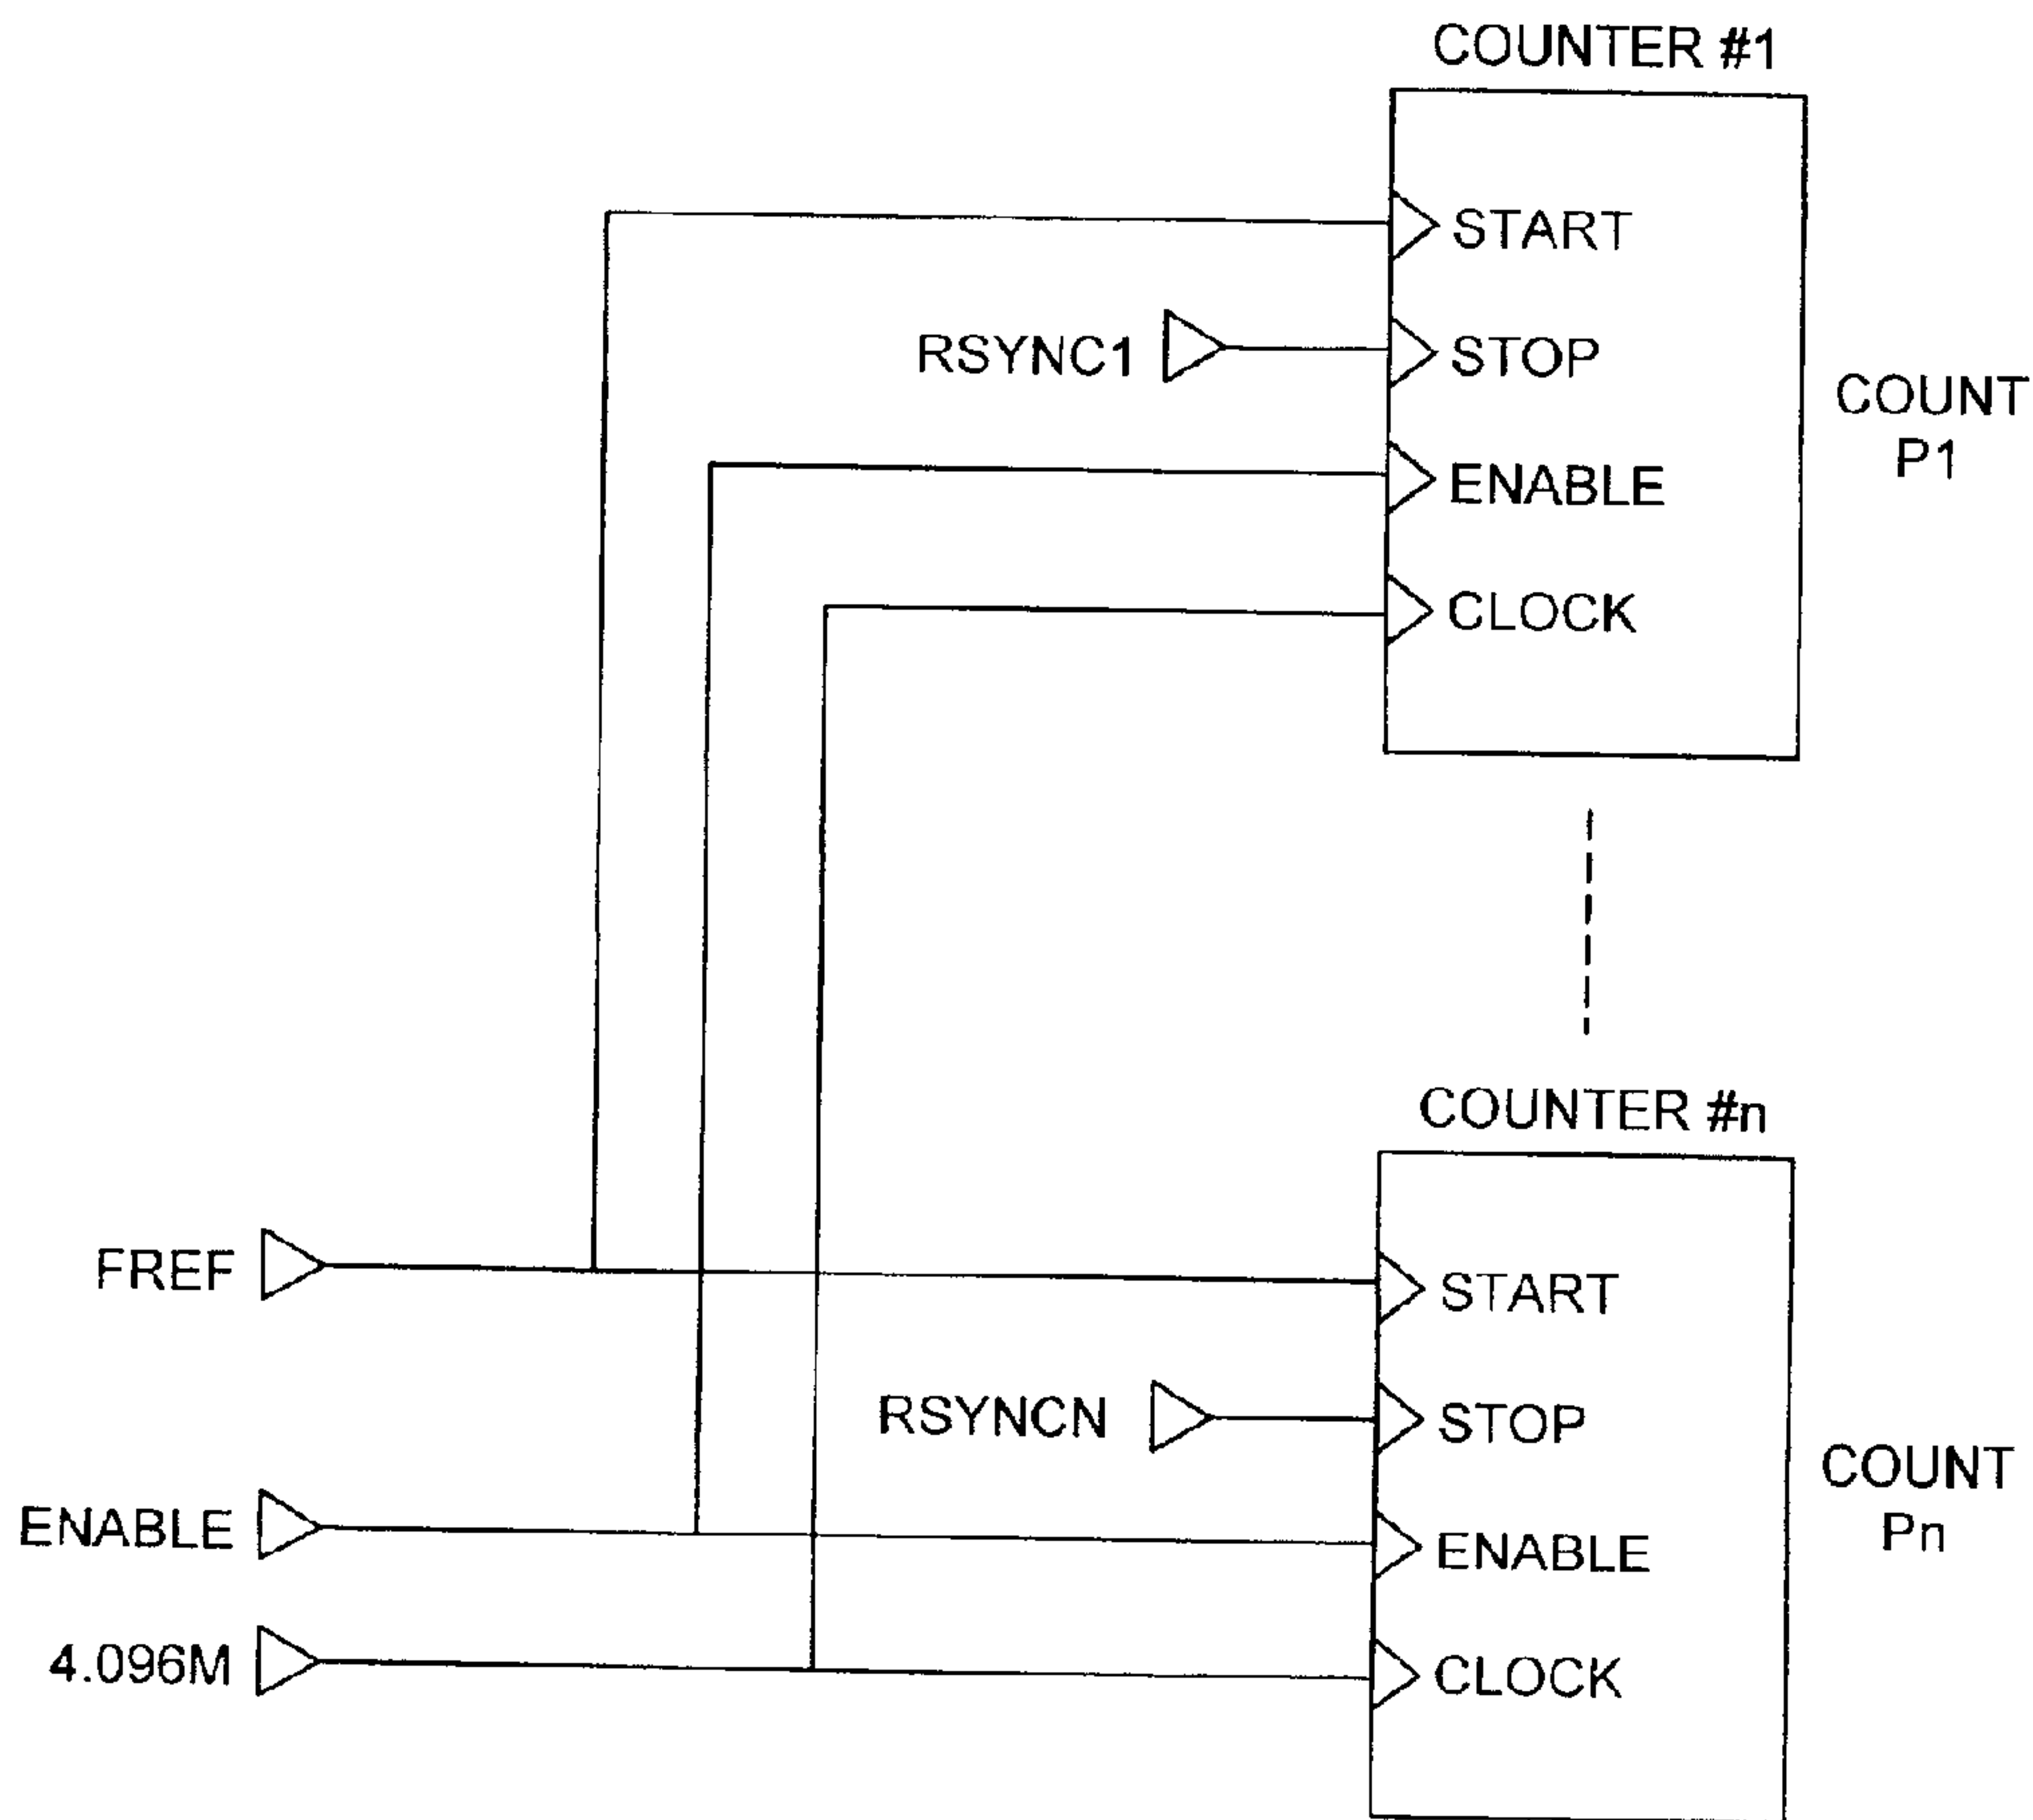 COUNTER #1
START
RSYNC1
STOP
COUNT
P1
ENABLE
CLOCK
COUNTER #n
FREF
START
RSYNCN
STOP
COUNT
Pn
ENABLE
ENABLE
4.096M
CLOCK